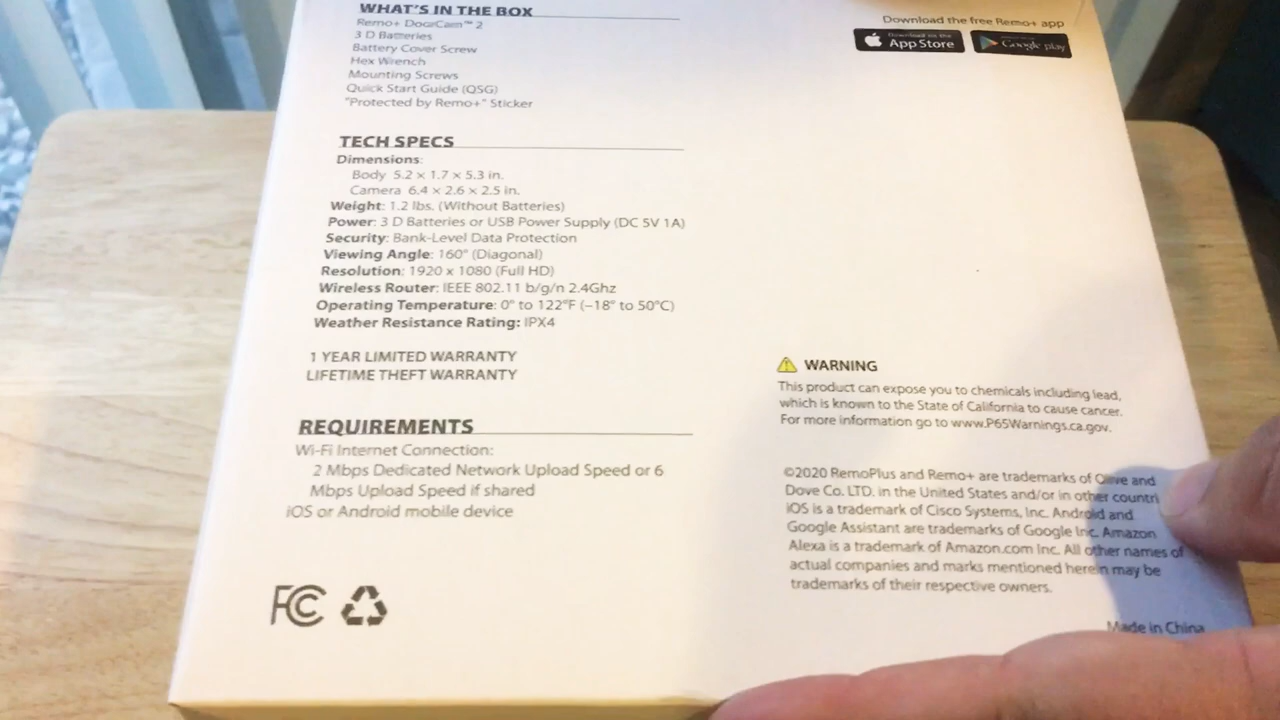 WHAT'S IN THE BOX
Remo+ DoorCam™ 2
3 D Batteries
Battery Cover Screw
Hex Wrench
Mounting Screws
Quick Start Guide (QSG)
"Protected by Remo+" Sticker
TECH SPECS
Dimensions:
Body 5.2 × 1.7 × 5.3 in.
Camera 6.4 × 2.6 × 2.5 in.
Weight: 1.2 lbs. (Without Batteries)
Power: 3 D Batteries or USB Power Supply (DC 5V 1A)
Security: Bank-Level Data Protection
Viewing Angle: 160° (Diagonal)
Resolution: 1920 x 1080 (Full HD)
Wireless Router: IEEE 802.11 b/g/n 2.4Ghz
Operating Temperature: 0° to 122°F (–18° to 50°C)
Weather Resistance Rating: IPX4
1 YEAR LIMITED WARRANTY
LIFETIME THEFT WARRANTY
REQUIREMENTS
Wi-Fi Internet Connection:
2 Mbps Dedicated Network Upload Speed or 6
Mbps Upload Speed if shared
iOS or Android mobile device
FC
Download the free Remo+ app
Download on the
App Store
Google play
WARNING
This product can expose you to chemicals including lead,
which is known to the State of California to cause cancer.
For more information go to www.P65Warnings.ca.gov.
©2020 RemoPlus and Remo+ are trademarks of Olive and
Dove Co. LTD. in the United States and/or in other countri
iOS is a trademark of Cisco Systems, Inc. Android and
Google Assistant are trademarks of Google Inc. Amazon
Alexa is a trademark of Amazon.com Inc. All other names of
actual companies and marks mentioned herein may be
trademarks of their respective owners.
Made in China